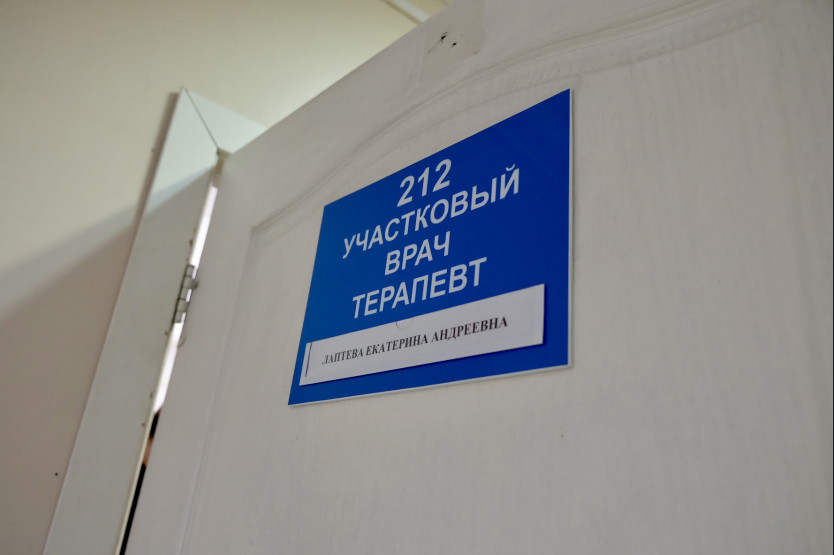 212
УЧАСТКОВЫЙ
ВРАЧ
ТЕРАПЕВТ
ЛАПТЕВА ЕКАТЕРИНА АНДРЕЕВНА